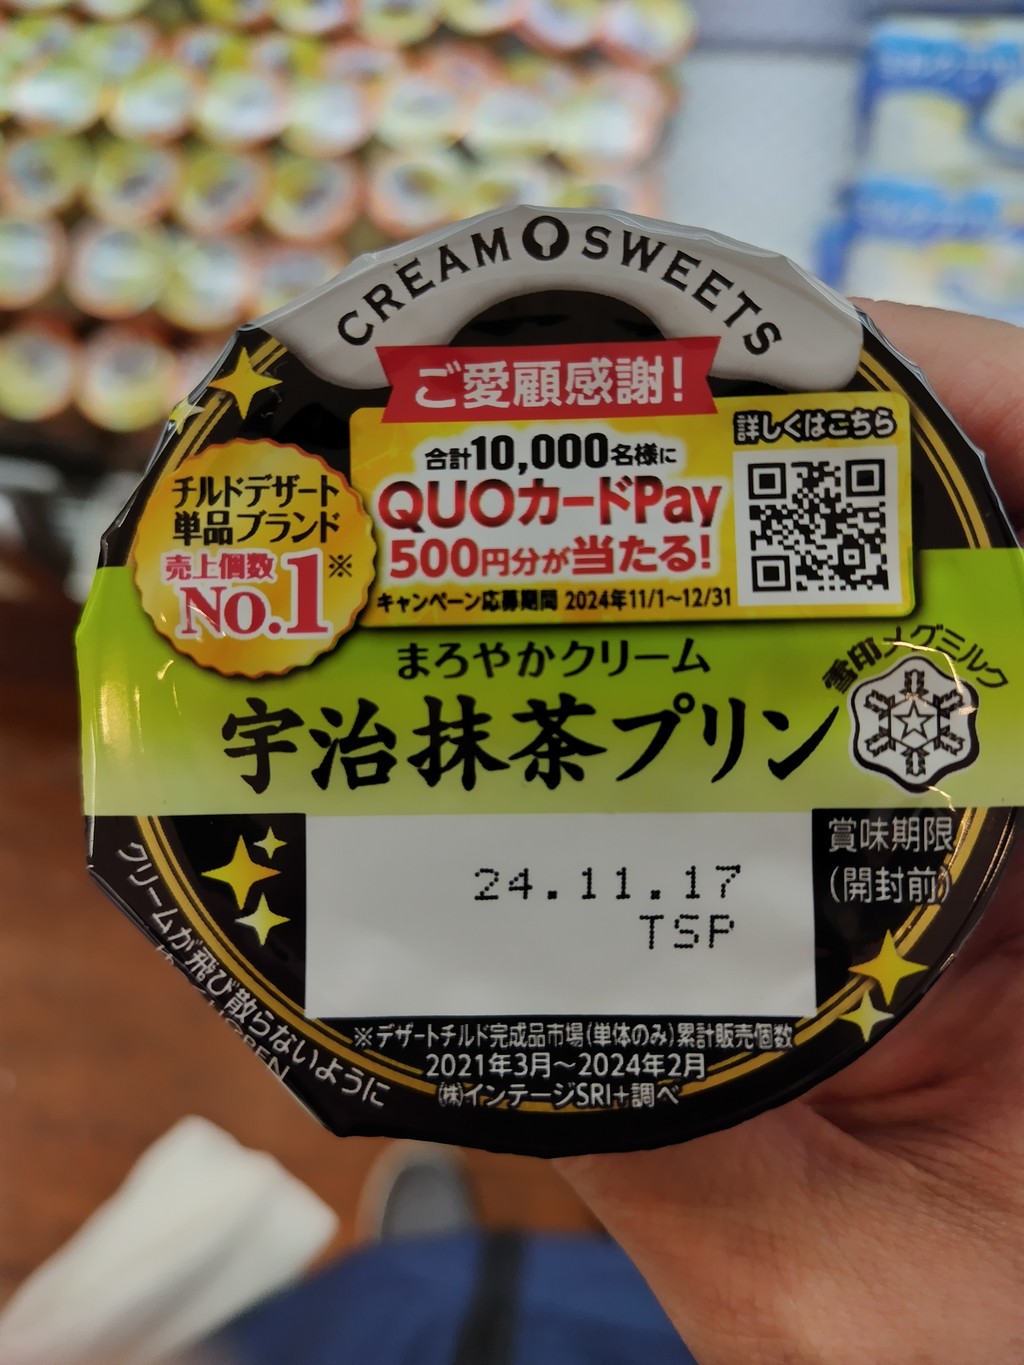 CREAM SWEETS
ご愛顧感謝!
合計10,000名様に
QUOカードPay
500円分が当たる!
キャンペーン応募期間 2024年11/1~12/31
詳しくはこちら
チルドデザート
単品ブランド
売上個数
No.1※
まろやかクリーム
宇治抹茶プリン
雪印メグミルク
24.11.17
TSP
賞味期限
(開封前)
クリームが飛び散らないように
OPEN
※デザートチルド完成品市場(単体のみ)累計販売個数
2021年3月~2024年2月
㈱インテージSRI+調べ